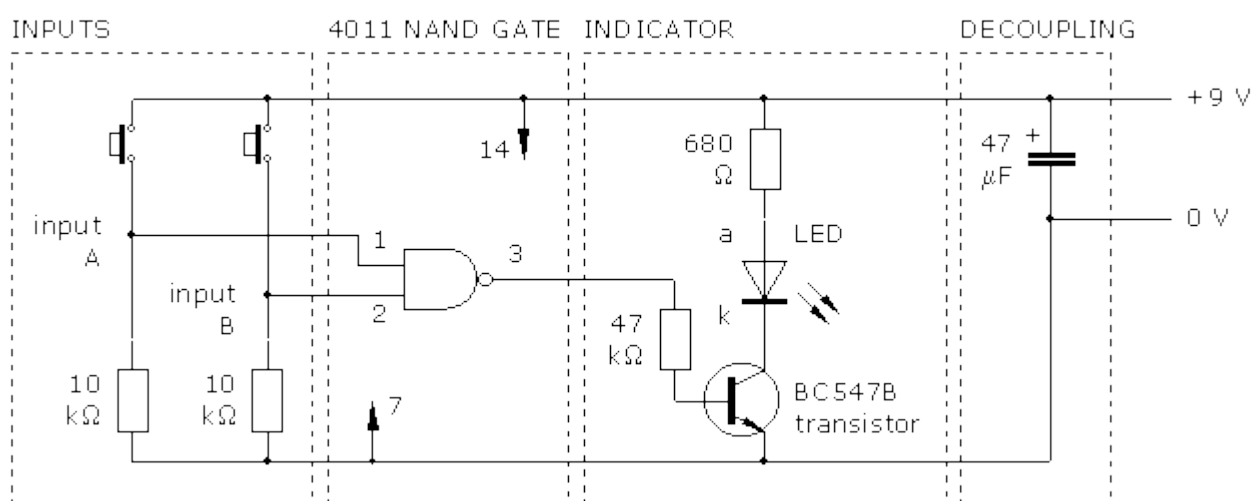 INPUTS
4011 NAND GATE
INDICATOR
DECOUPLING
+9 V
14
680
Ω
47
μF
+
0 V
input
A
1
3
a
LED
input
B
2
k
47
kΩ
10
kΩ
10
kΩ
7
BC547B
transistor